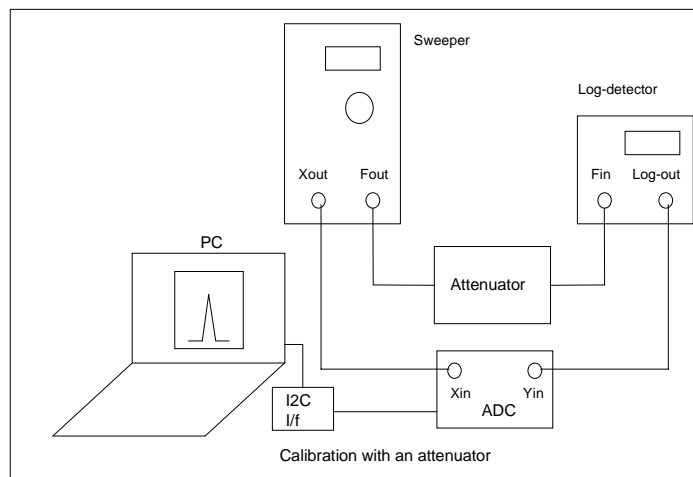 Sweeper
Log-detector
Xout Fout
Fin Log-out
PC
Attenuator
Xin Yin
ADC
I2C
I/f
Calibration with an attenuator